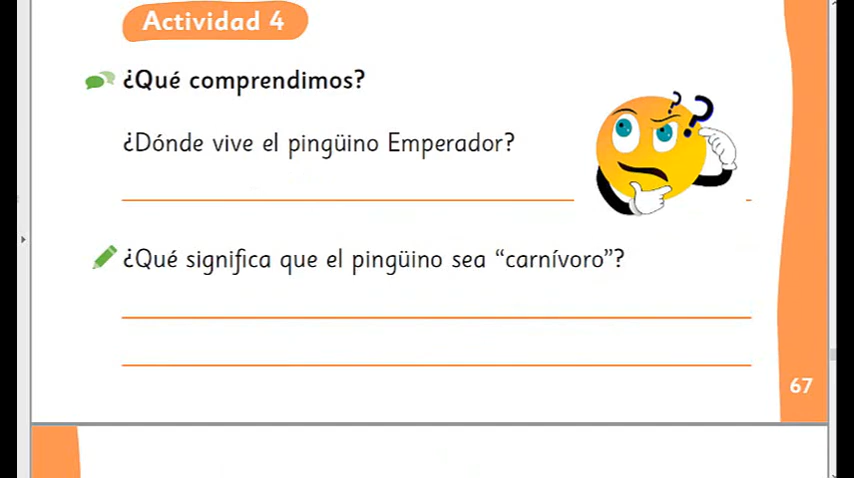 Actividad 4
¿Qué comprendimos?
¿Dónde vive el pingüino Emperador?
¿Qué significa que el pingüino sea “carnívoro”?
67